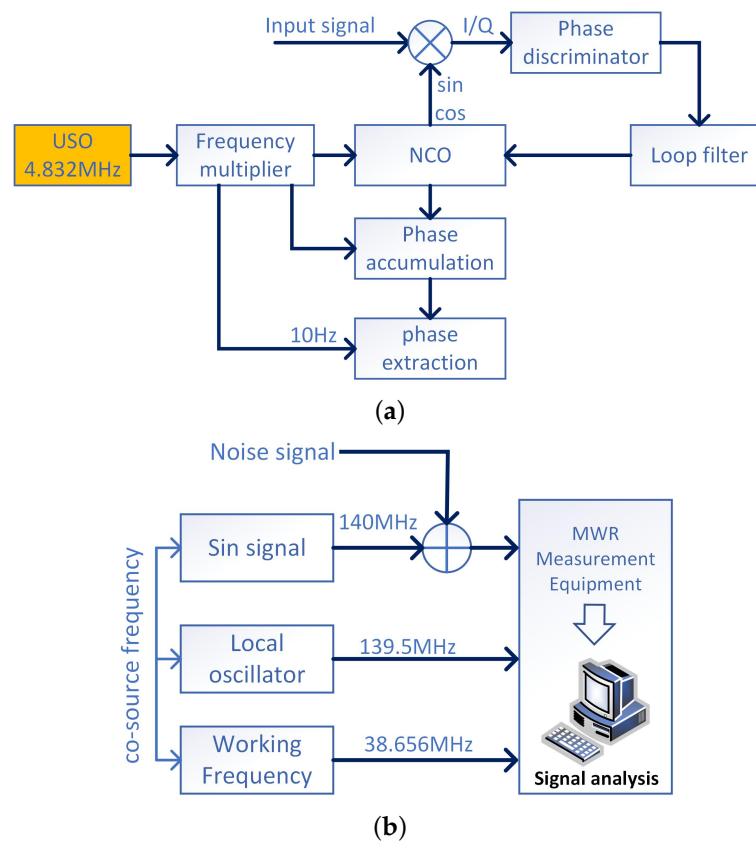 Input signal
I/Q
Phase
discriminator
sin
cos
USO
4.832MHz
Frequency
multiplier
NCO
Loop filter
Phase
accumulation
10Hz
phase
extraction
(a)
Noise signal
co-source frequency
Sin signal
140MHz
MWR
Measurement
Equipment
Local
oscillator
139.5MHz
Working
Frequency
38.656MHz
Signal analysis
(b)